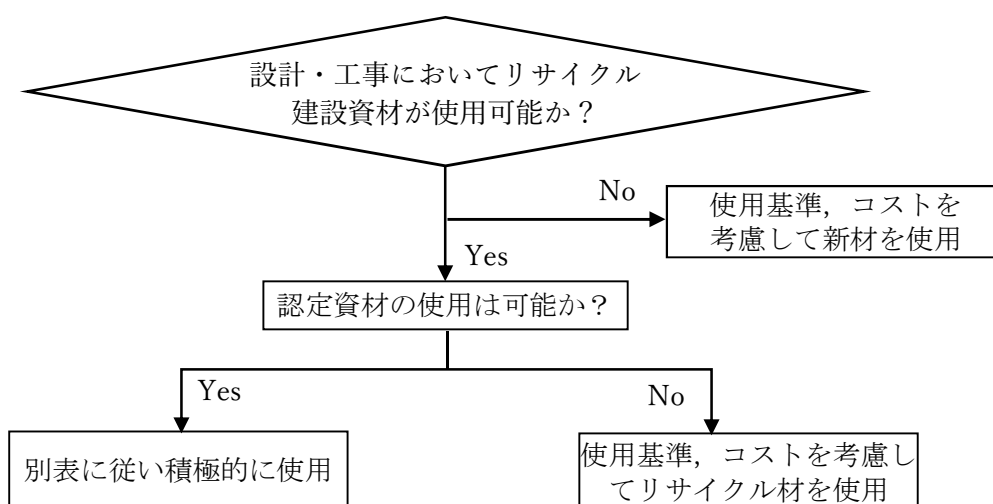 設計・工事においてリサイクル
建設資材が使用可能か？
No
使用基準，コストを
考慮して新材を使用
Yes
認定資材の使用は可能か？
Yes
No
別表に従い積極的に使用
使用基準，コストを考慮し
てリサイクル材を使用